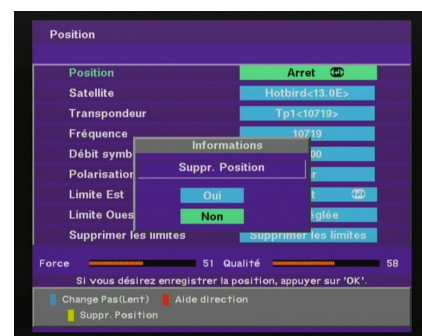 Position
Position Arret
Satellite Hotbird<13.0E>
Transpondeur Tp1<10719>
Fréquence 10719
Débit symb
Polarisation
Limite Est
Limite Oues églée
Supprimer les limites Supprimer les limites
Informations
Suppr. Position
Oui
Non
Force 51 Qualité 58
Si vous désirez enregistrer la position, appuyer sur 'OK'.
Change Pas(Lent) Aide direction
Suppr. Position